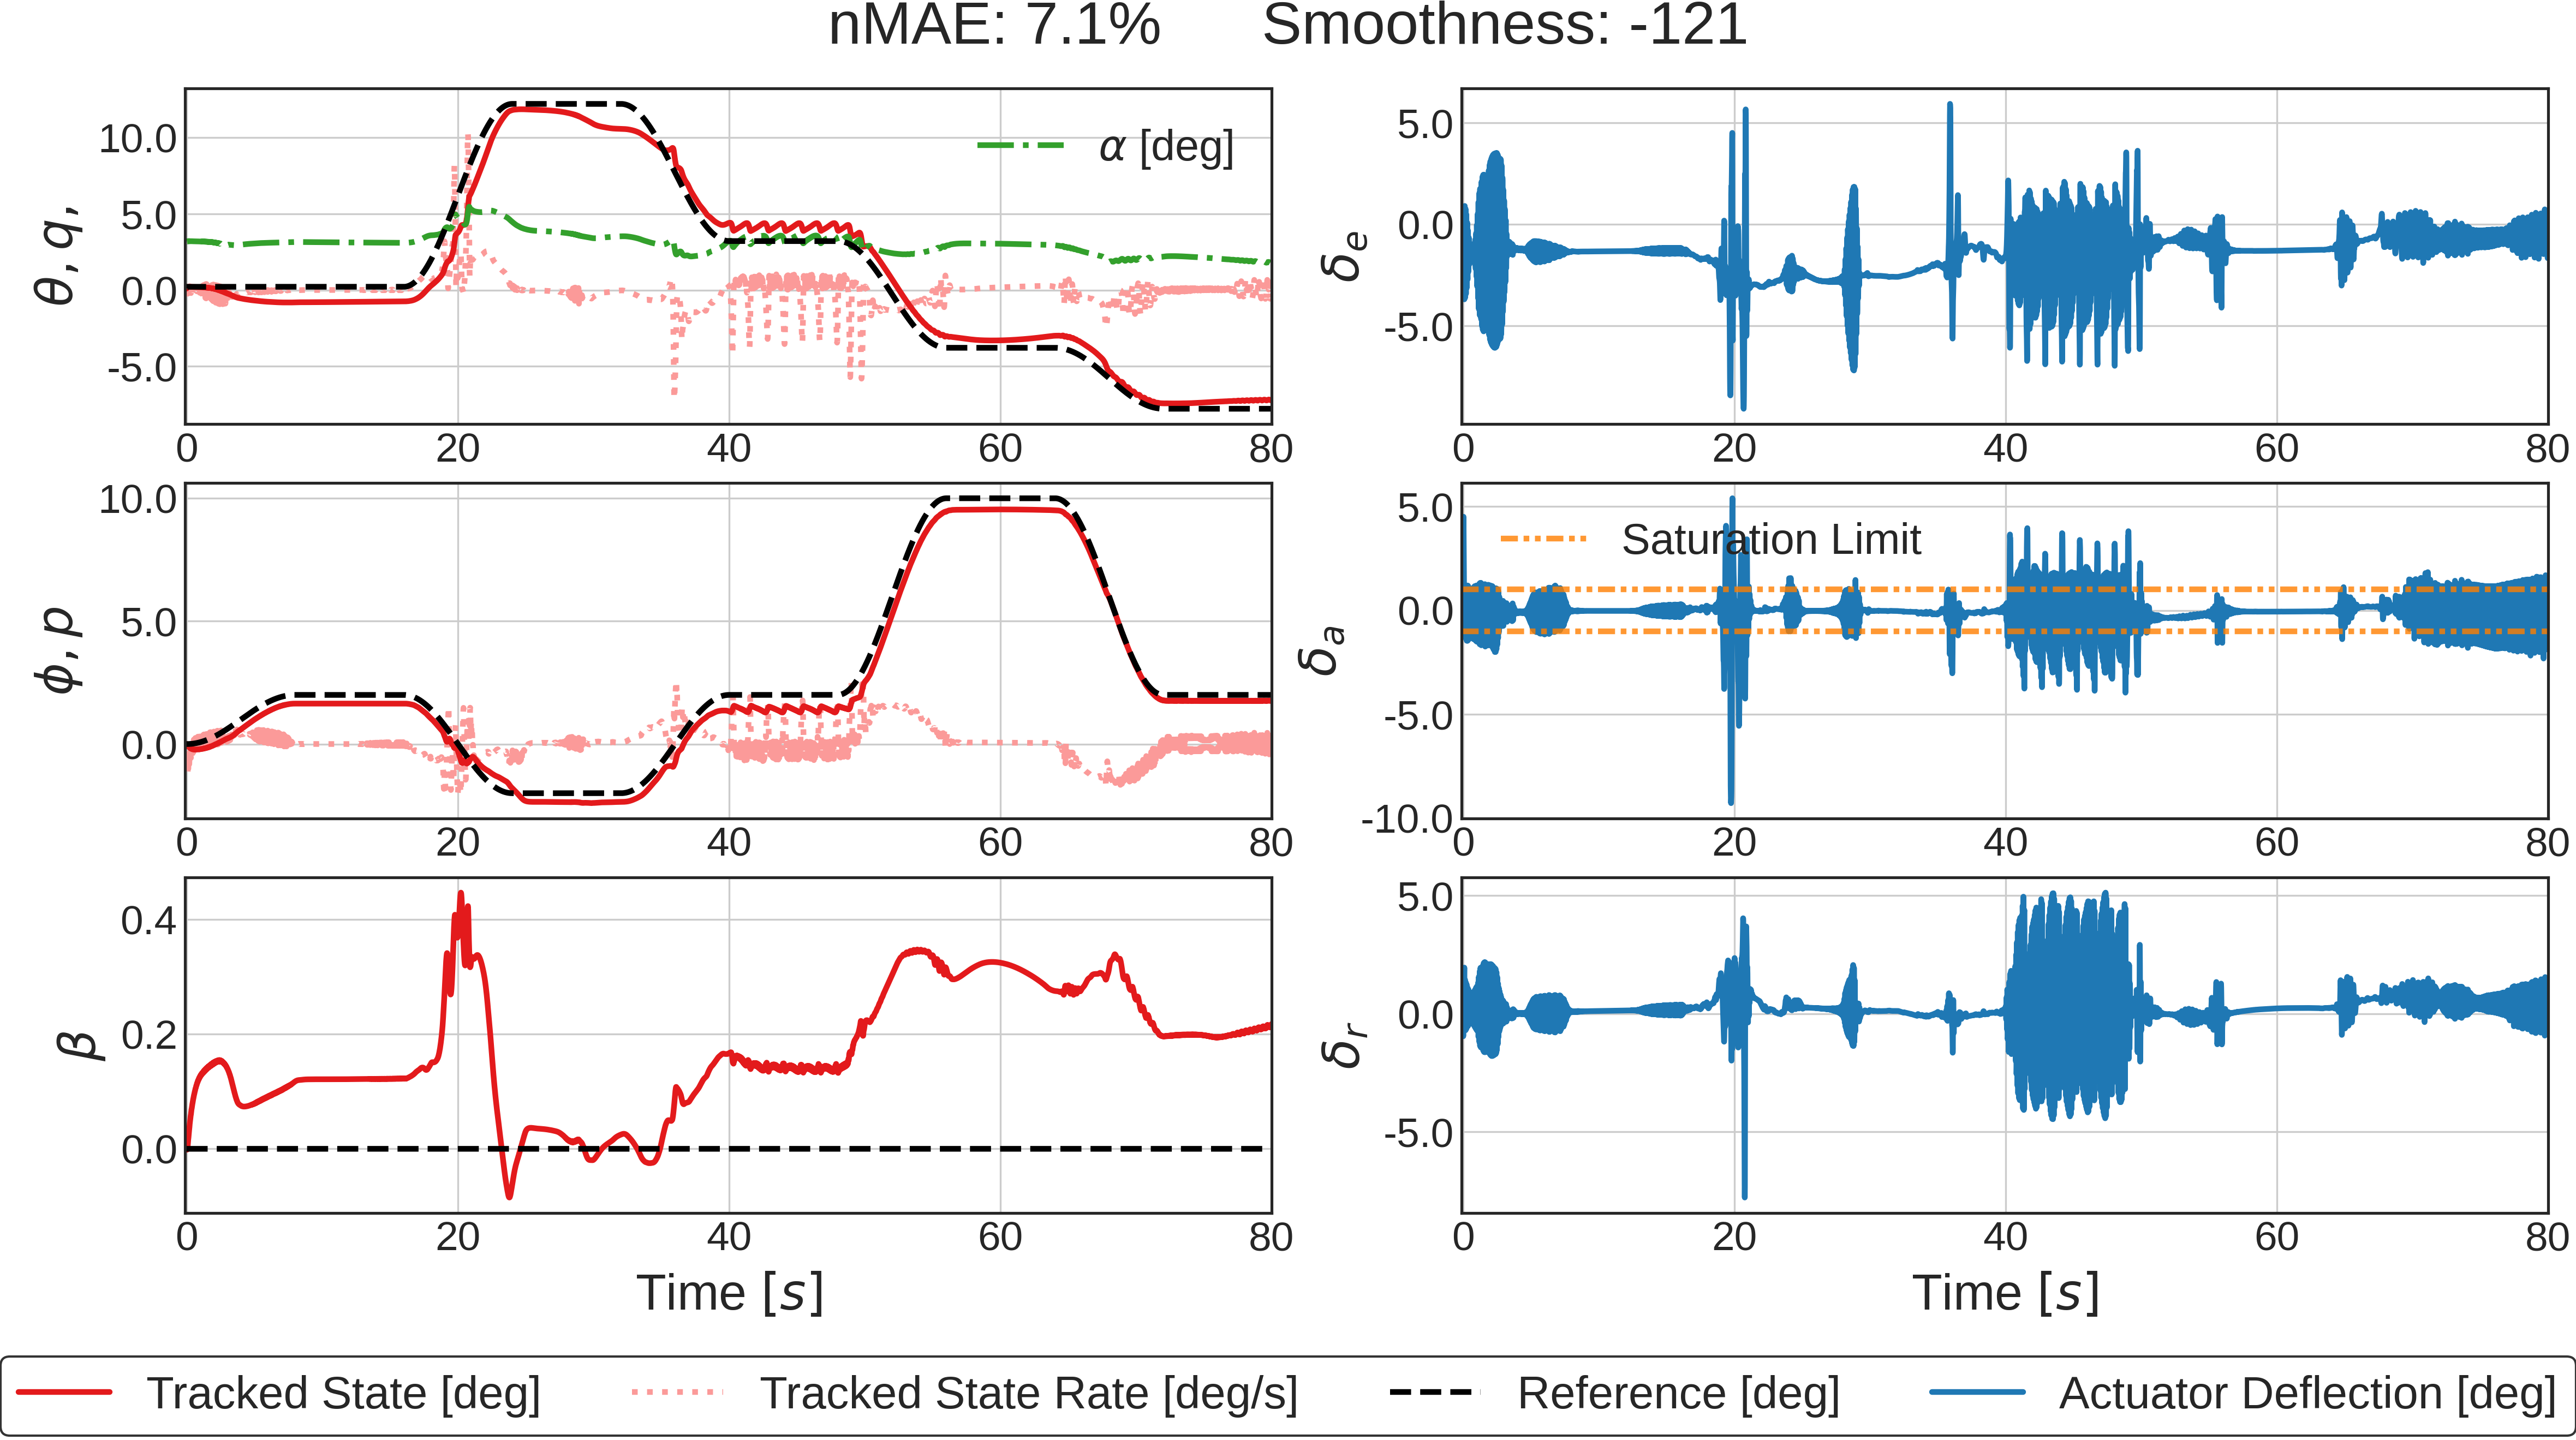 nMAE: 7.1% Smoothness: -121
θ, q,
10.0
5.0
0.0
-5.0
α [deg]
0 20 40 60 80
δe
5.0
0.0
-5.0
0 20 40 60 80
ϕ, p
10.0
5.0
0.0
0 20 40 60 80
δa
5.0
0.0
-5.0
-10.0
Saturation Limit
0 20 40 60 80
β
0.4
0.2
0.0
0 20 40 60 80
Time [s]
δr
5.0
0.0
-5.0
0 20 40 60 80
Time [s]
Tracked State [deg] Tracked State Rate [deg/s] Reference [deg] Actuator Deflection [deg]